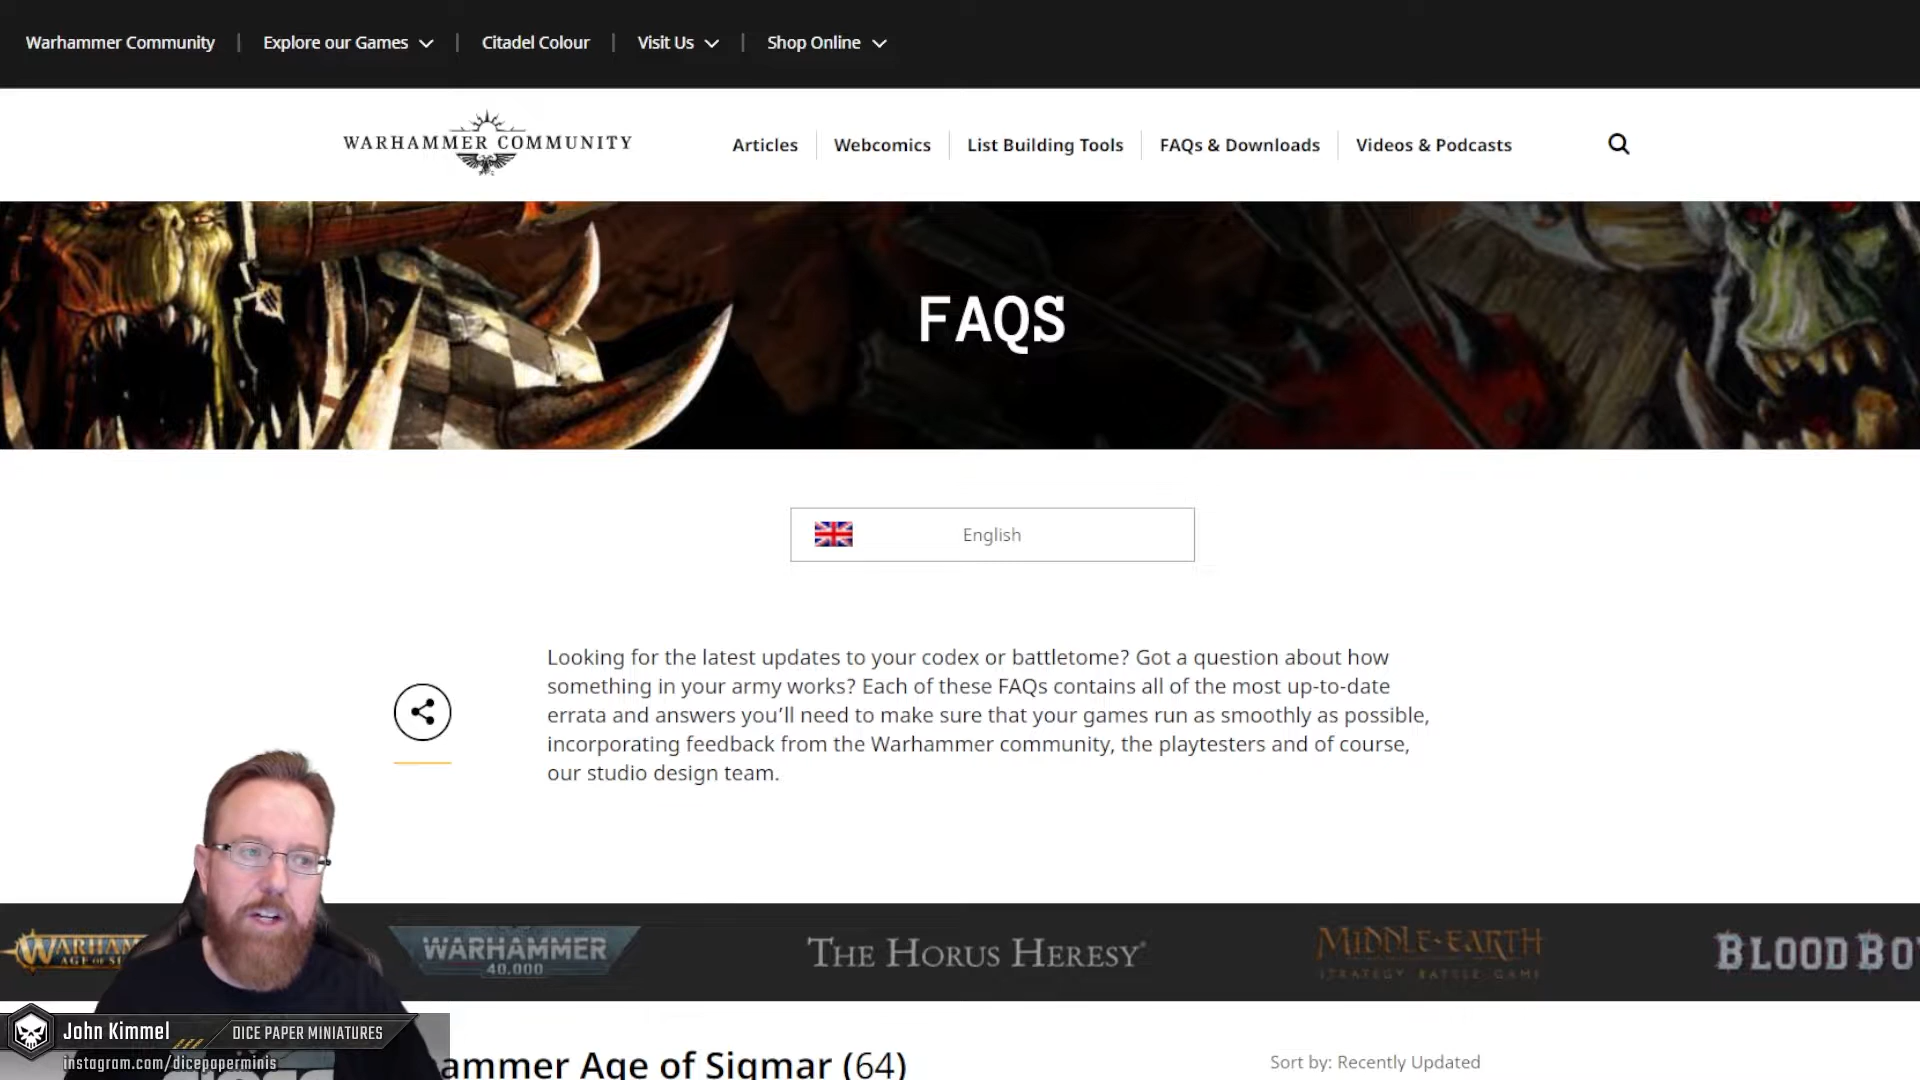 Warhammer Community
Explore our Games
Citadel Colour
Visit Us
Shop Online
WARHAMMER COMMUNITY
Articles
Webcomics
List Building Tools
FAQs & Downloads
Videos & Podcasts
FAQS
English
Looking for the latest updates to your codex or battletome? Got a question about how
something in your army works? Each of these FAQs contains all of the most up-to-date
errata and answers you’ll need to make sure that your games run as smoothly as possible,
incorporating feedback from the Warhammer community, the playtesters and of course,
our studio design team.
WARHAM
AGE OF SI
WARHAMMER
40,000
THE HORUS HERESY
MIDDLE-EARTH
STRATEGY BATTLE GAME
BLOOD BO
John Kimmel
DICE PAPER MINIATURES
instagram.com/dicepaperminis
ammer Age of Sigmar (64)
Sort by: Recently Updated